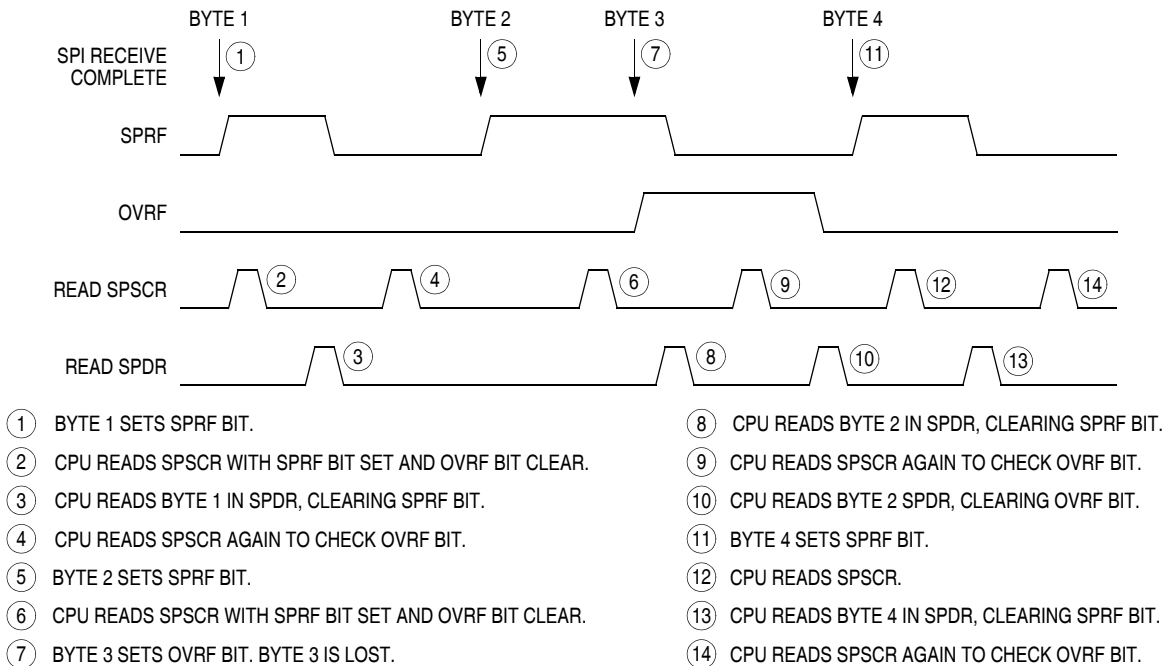 BYTE 1 BYTE 2 BYTE 3 BYTE 4
SPI RECEIVE
COMPLETE
1 5 7 11
SPRF
OVRF
READ SPSCR
2 4 6 9 12 14
READ SPDR
3 8 10 13
1 BYTE 1 SETS SPRF BIT.
2 CPU READS SPSCR WITH SPRF BIT SET AND OVRF BIT CLEAR.
3 CPU READS BYTE 1 IN SPDR, CLEARING SPRF BIT.
4 CPU READS SPSCR AGAIN TO CHECK OVRF BIT.
5 BYTE 2 SETS SPRF BIT.
6 CPU READS SPSCR WITH SPRF BIT SET AND OVRF BIT CLEAR.
7 BYTE 3 SETS OVRF BIT. BYTE 3 IS LOST.
8 CPU READS BYTE 2 IN SPDR, CLEARING SPRF BIT.
9 CPU READS SPSCR AGAIN TO CHECK OVRF BIT.
10 CPU READS BYTE 2 SPDR, CLEARING OVRF BIT.
11 BYTE 4 SETS SPRF BIT.
12 CPU READS SPSCR.
13 CPU READS BYTE 4 IN SPDR, CLEARING SPRF BIT.
14 CPU READS SPSCR AGAIN TO CHECK OVRF BIT.